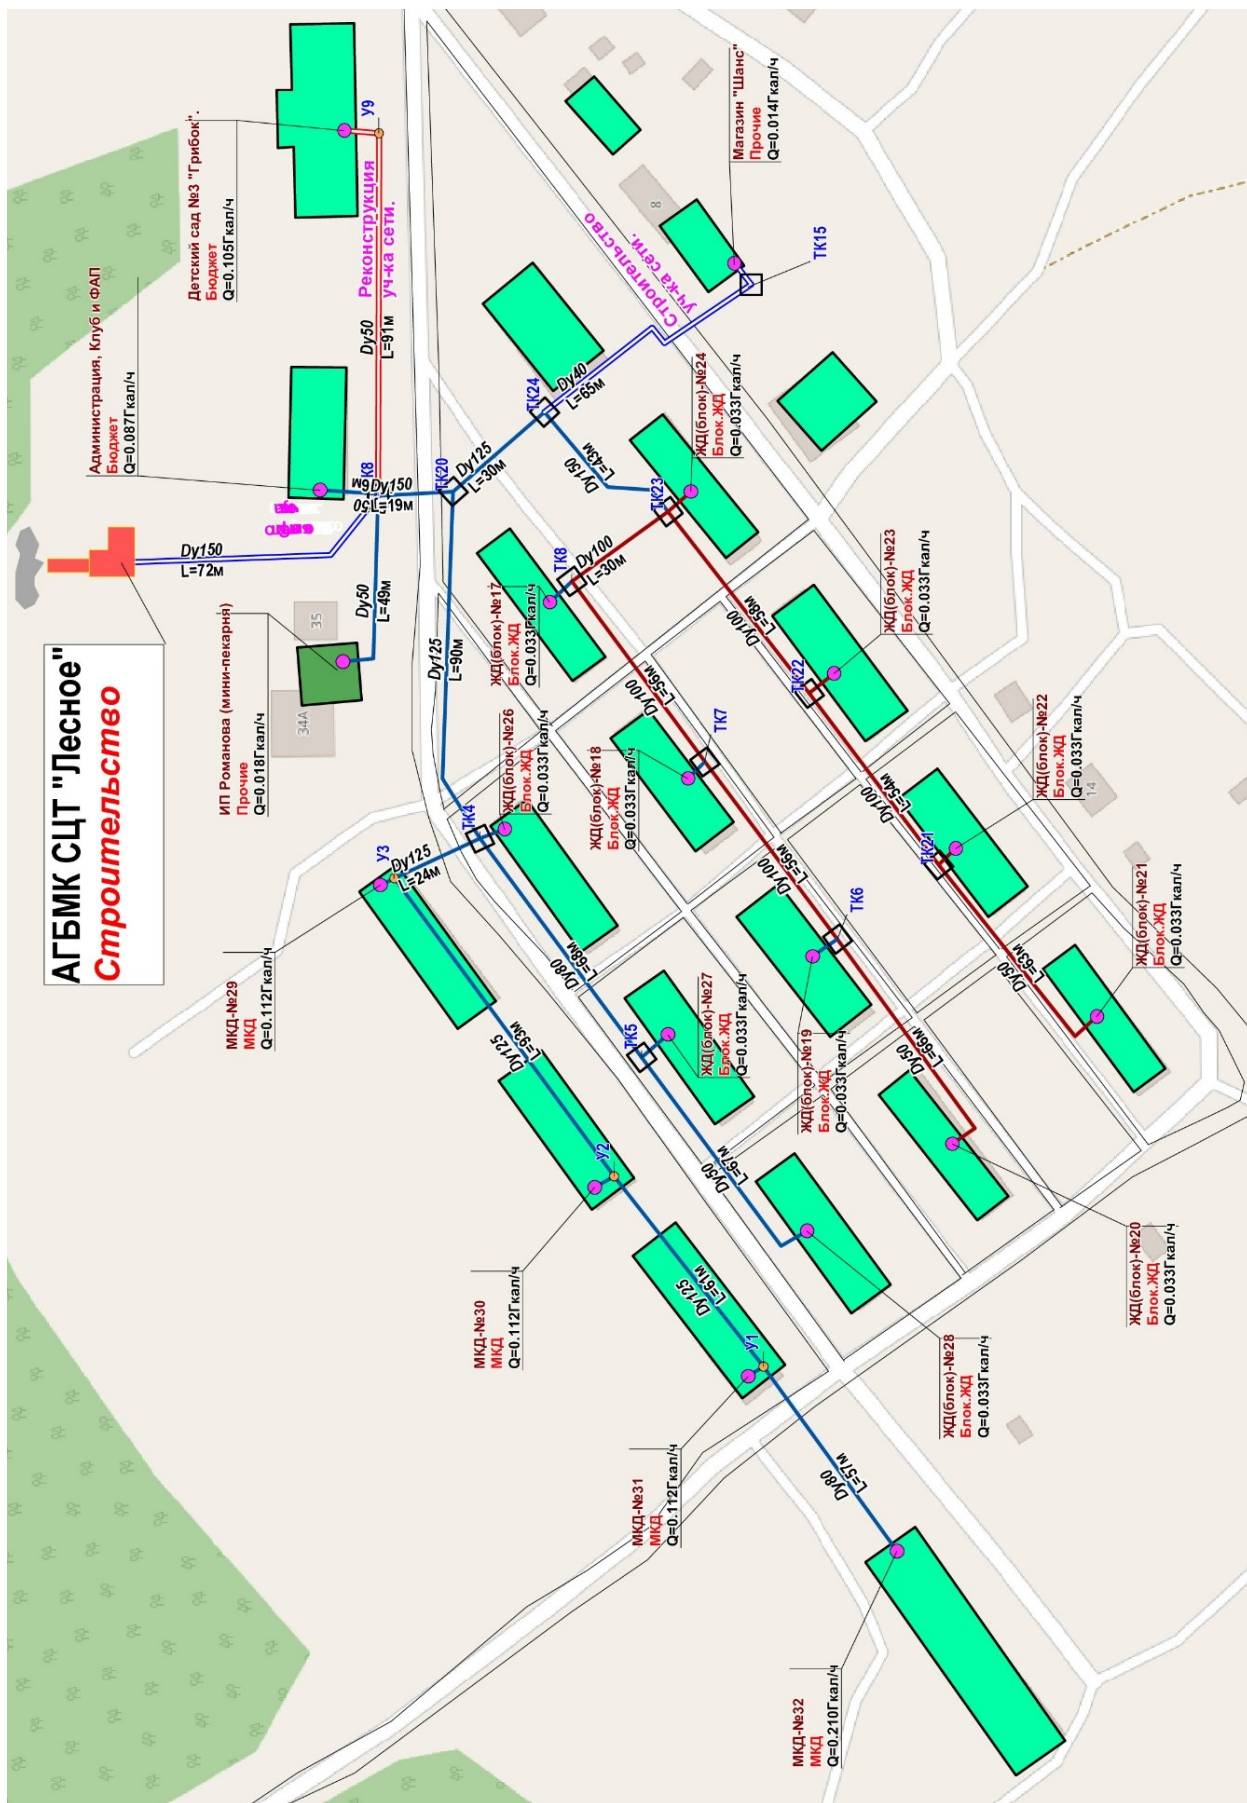 АГБМК СЦТ "Лесное"
Строительство
Администрация, Клуб и ФАП
Бюджет
Q=0.087Гкал/ч
Детский сад №3 "Грибок".
Бюджет
Q=0.105Гкал/ч
У9
Реконструкция
уч-ка сети.
Dy50
L=91м
Магазин "Шанс"
Прочие
Q=0.014Гкал/ч
8
Строительство
уч-ка сети.
ТК15
Dy150
L=72м
Dy150
L=19м
ТК20
Dy125
L=30м
ТК24
Dy40
L=65м
Dy150
L=43м
ТК23
ЖД(блок)-№24
Блок.ЖД
Q=0.033Гкал/ч
ИП Романова (мини-пекарня)
Прочие
Q=0.018Гкал/ч
35
34А
Dy50
L=49м
Dy125
L=90м
ТК8
Dy100
L=30м
ЖД(блок)-№17
Блок.ЖД
Q=0.033Гкал/ч
Dy100
L=58м
ЖД(блок)-№23
Блок.ЖД
Q=0.033Гкал/ч
ТК22
Dy100
L=56м
ТК7
ЖД(блок)-№18
Блок.ЖД
Q=0.033Гкал/ч
ЖД(блок)-№26
Блок.ЖД
Q=0.033Гкал/ч
ТК4
У3
Dy125
L=24м
МКД-№29
МКД
Q=0.112Гкал/ч
Dy100
L=54м
ЖД(блок)-№22
Блок.ЖД
Q=0.033Гкал/ч
14
ТК21
Dy100
L=56м
ТК6
ЖД(блок)-№19
Блок.ЖД
Q=0.033Гкал/ч
Dy80
L=68м
ТК5
ЖД(блок)-№27
Блок.ЖД
Q=0.033Гкал/ч
Dy125
L=93м
У2
МКД-№30
МКД
Q=0.112Гкал/ч
Dy50
L=63м
ЖД(блок)-№21
Блок.ЖД
Q=0.033Гкал/ч
Dy50
L=66м
ЖД(блок)-№20
Блок.ЖД
Q=0.033Гкал/ч
Dy50
L=67м
ЖД(блок)-№28
Блок.ЖД
Q=0.033Гкал/ч
Dy125
L=61м
У1
МКД-№31
МКД
Q=0.112Гкал/ч
Dy80
L=57м
МКД-№32
МКД
Q=0.210Гкал/ч